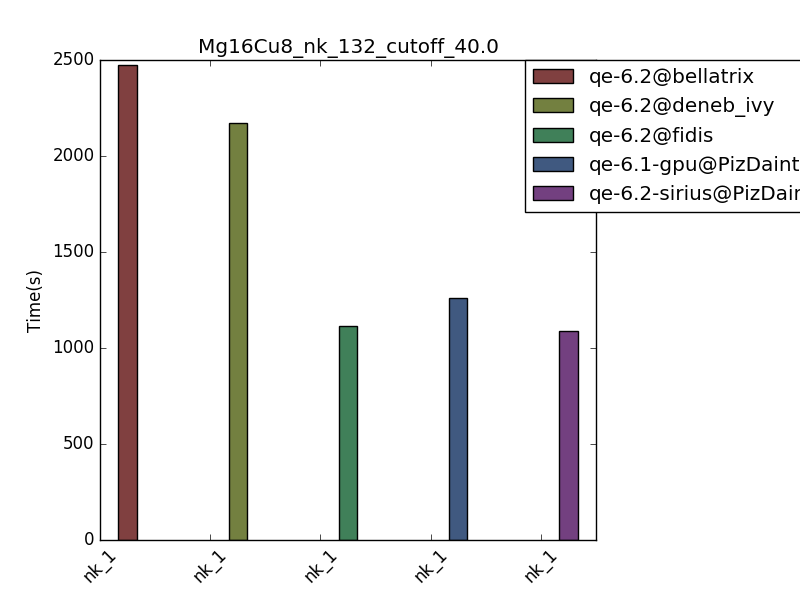 Mg16Cu8_nk_132_cutoff_40.0
2500
2000
1500
1000
500
0
Time(s)
nk_1
nk_1
nk_1
nk_1
nk_1
qe-6.2@bellatrix
qe-6.2@deneb_ivy
qe-6.2@fidis
qe-6.1-gpu@PizDaint
qe-6.2-sirius@PizDain